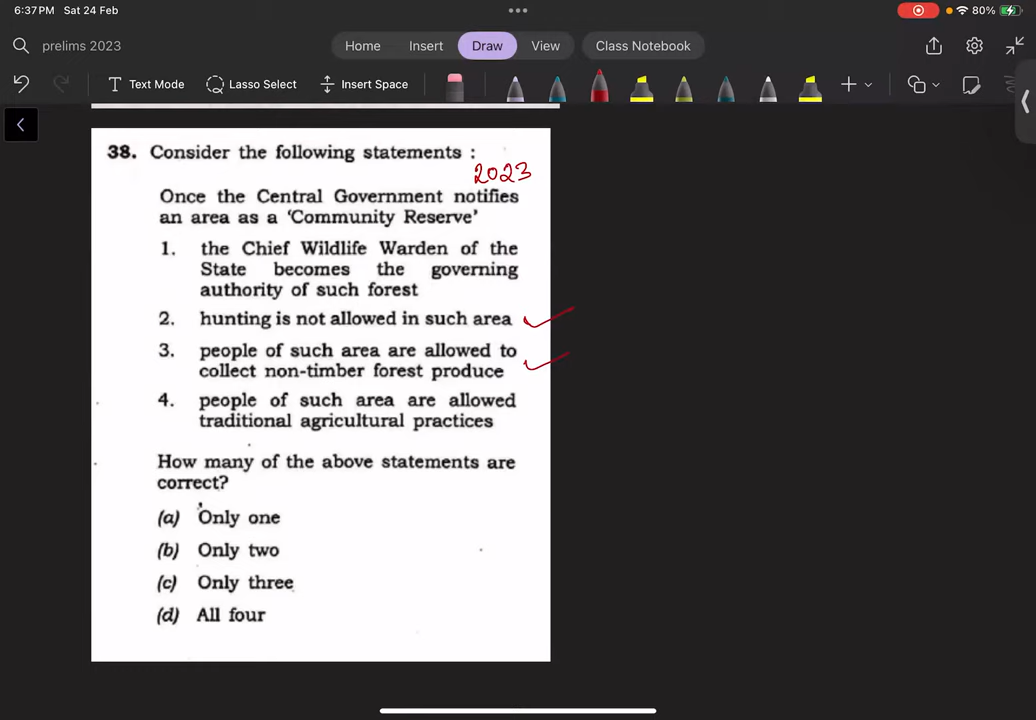 6:37 PM Sat 24 Feb
80%
prelims 2023
Home Insert Draw View Class Notebook
Text Mode Lasso Select Insert Space
38. Consider the following statements :
2023
Once the Central Government notifies
an area as a 'Community Reserve'
1. the Chief Wildlife Warden of the
State becomes the governing
authority of such forest
2. hunting is not allowed in such area
3. people of such area are allowed to
collect non-timber forest produce
4. people of such area are allowed
traditional agricultural practices
How many of the above statements are
correct?
(a) Only one
(b) Only two
(c) Only three
(d) All four